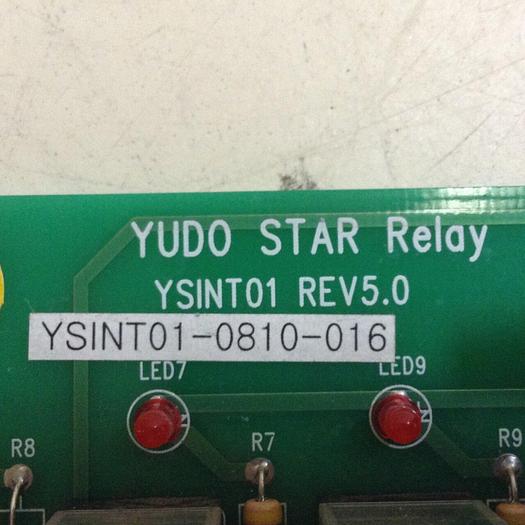 YUDO STAR Relay
YSINT01 REV5.0
YSINT01-0810-016
LED7
LED9
R8
R7
R9